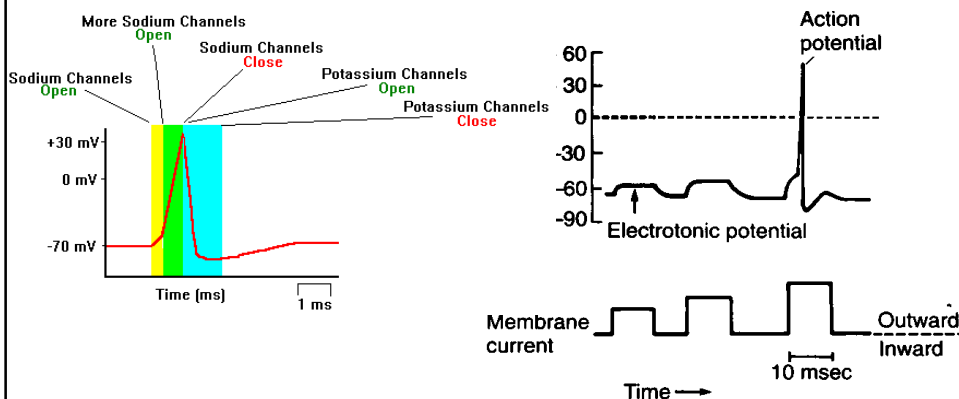 More Sodium Channels
Open
Sodium Channels
Close
Sodium Channels
Open
Potassium Channels
Open
Potassium Channels
Close
+30 mV
0 mV
-70 mV
Time (ms)
1 ms
Action
potential
60
30
0
-30
-60
-90
Electrotonic potential
Membrane
current
Outward
Inward
10 msec
Time